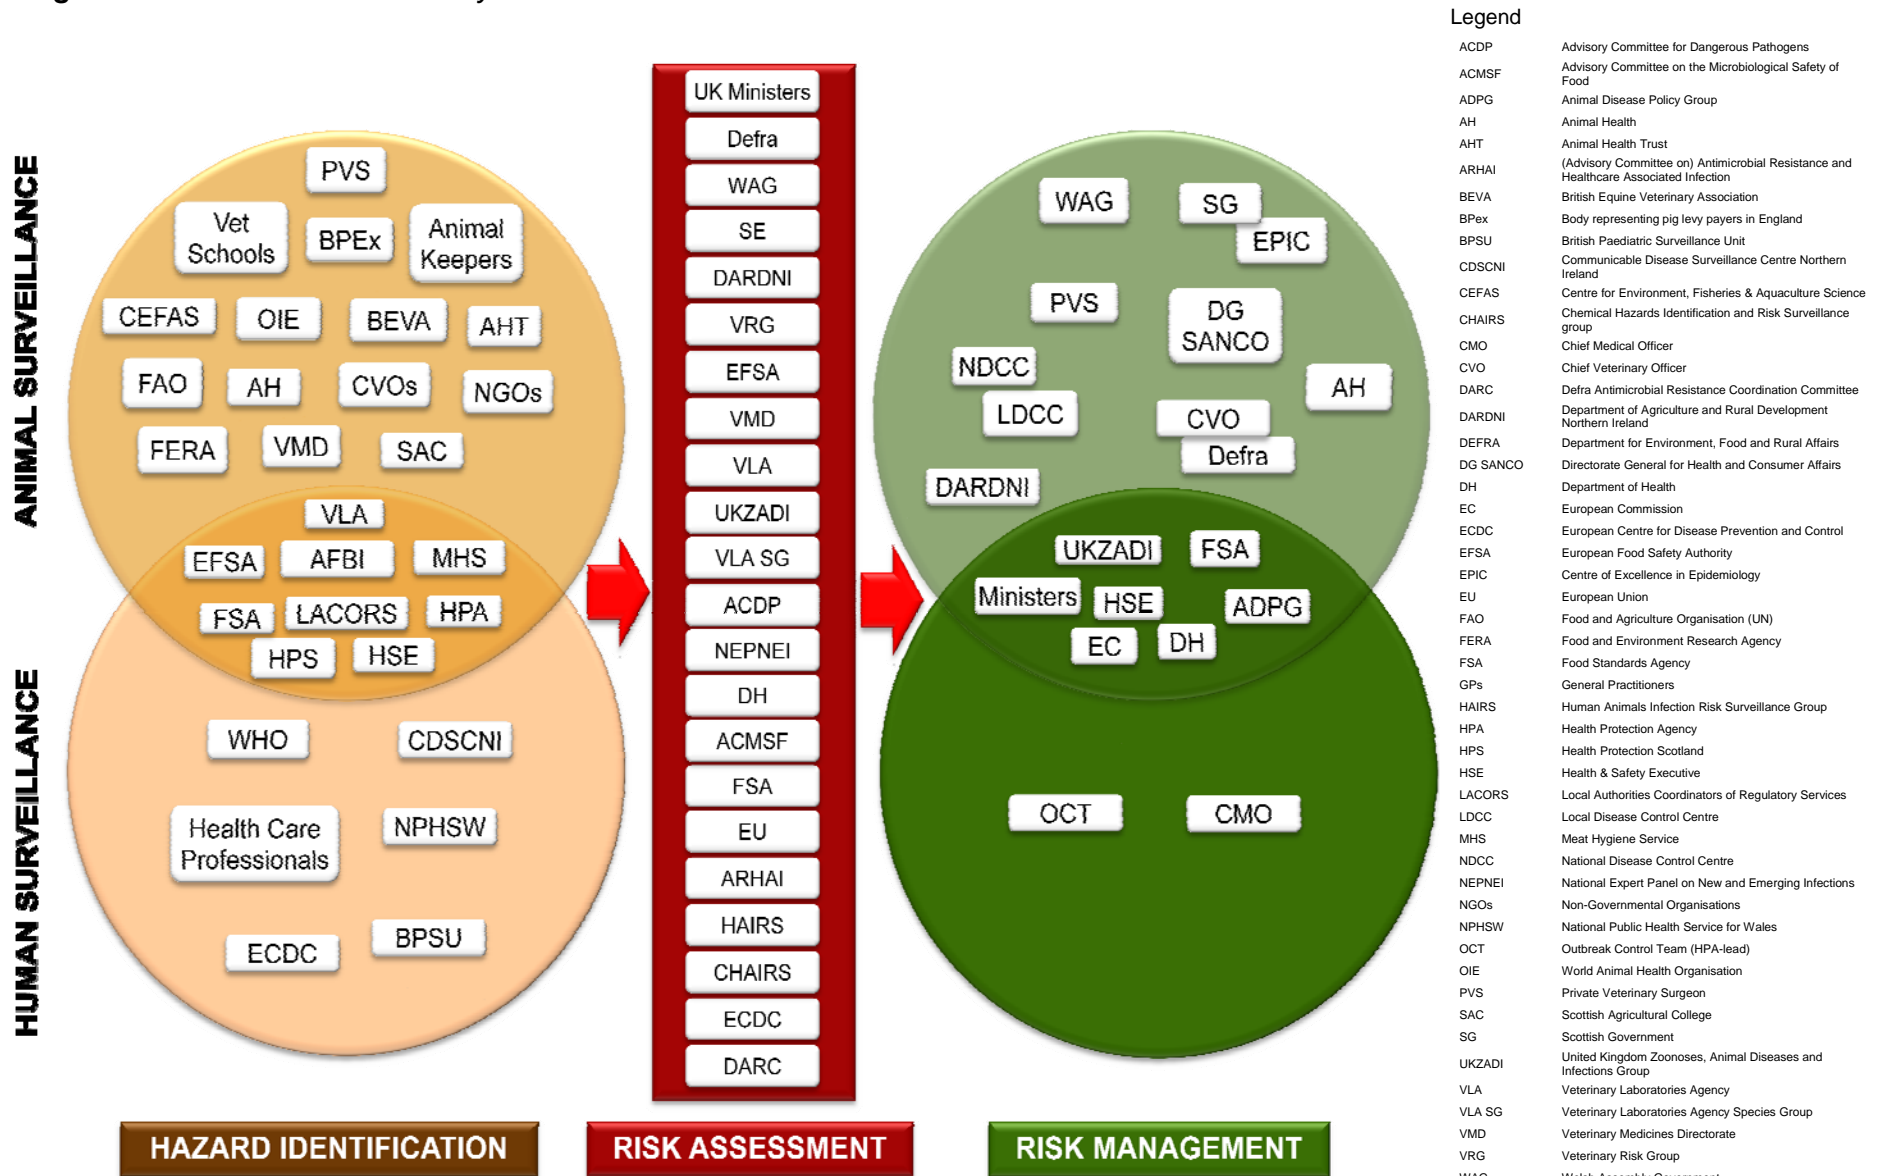 Legend
ANIMAL SURVEILLANCE
HUMAN SURVEILLANCE
PVS
Vet
Schools
BPEx
Animal
Keepers
CEFAS
OIE
BEVA
AHT
FAO
AH
CVOs
NGOs
FERA
VMD
SAC
VLA
EFSA
AFBI
MHS
FSA
LACORS
HPA
HPS
HSE
WHO
CDSCNI
Health Care
Professionals
NPHSW
ECDC
BPSU
HAZARD IDENTIFICATION
UK Ministers
Defra
WAG
SE
DARDNI
VRG
EFSA
VMD
VLA
UKZADI
VLA SG
ACDP
NEPNEI
DH
ACMSF
FSA
EU
ARHAI
HAIRS
CHAIRS
ECDC
DARC
RISK ASSESSMENT
WAG
SG
EPIC
PVS
DG
SANCO
NDCC
LDCC
AH
CVO
Defra
DARDNI
UKZADI
FSA
Ministers
HSE
ADPG
EC
DH
OCT
CMO
RISK MANAGEMENT
ACDP Advisory Committee for Dangerous Pathogens
ACMSF Advisory Committee on the Microbiological Safety of
Food
ADPG Animal Disease Policy Group
AH Animal Health
AHT Animal Health Trust
ARHAI (Advisory Committee on) Antimicrobial Resistance and
Healthcare Associated Infection
BEVA British Equine Veterinary Association
BPex Body representing pig levy payers in England
BPSU British Paediatric Surveillance Unit
CDSCNI Communicable Disease Surveillance Centre Northern
Ireland
CEFAS Centre for Environment, Fisheries & Aquaculture Science
CHAIRS Chemical Hazards Identification and Risk Surveillance
group
CMO Chief Medical Officer
CVO Chief Veterinary Officer
DARC Defra Antimicrobial Resistance Coordination Committee
DARDNI Department of Agriculture and Rural Development
Northern Ireland
DEFRA Department for Environment, Food and Rural Affairs
DG SANCO Directorate General for Health and Consumer Affairs
DH Department of Health
EC European Commission
ECDC European Centre for Disease Prevention and Control
EFSA European Food Safety Authority
EPIC Centre of Excellence in Epidemiology
EU European Union
FAO Food and Agriculture Organisation (UN)
FERA Food and Environment Research Agency
FSA Food Standards Agency
GPs General Practitioners
HAIRS Human Animals Infection Risk Surveillance Group
HPA Health Protection Agency
HPS Health Protection Scotland
HSE Health & Safety Executive
LACORS Local Authorities Coordinators of Regulatory Services
LDCC Local Disease Control Centre
MHS Meat Hygiene Service
NDCC National Disease Control Centre
NEPNEI National Expert Panel on New and Emerging Infections
NGOs Non-Governmental Organisations
NPHSW National Public Health Service for Wales
OCT Outbreak Control Team (HPA-lead)
OIE World Animal Health Organisation
PVS Private Veterinary Surgeon
SAC Scottish Agricultural College
SG Scottish Government
UKZADI United Kingdom Zoonoses, Animal Diseases and
Infections Group
VLA Veterinary Laboratories Agency
VLA SG Veterinary Laboratories Agency Species Group
VMD Veterinary Medicines Directorate
VRG Veterinary Risk Group